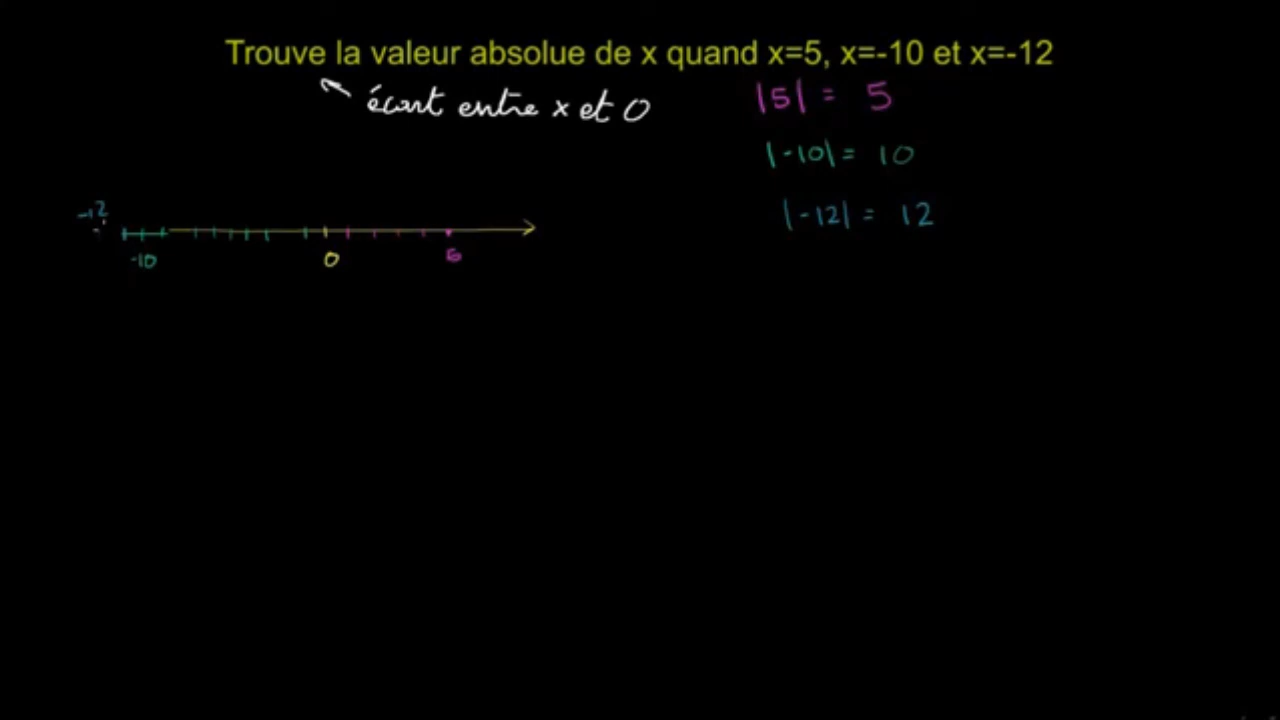 Trouve la valeur absolue de x quand x=5, x=-10 et x=-12
écart entre x et 0
|5| = 5
|-10| = 10
|-12| = 12
-12
-10 0 5